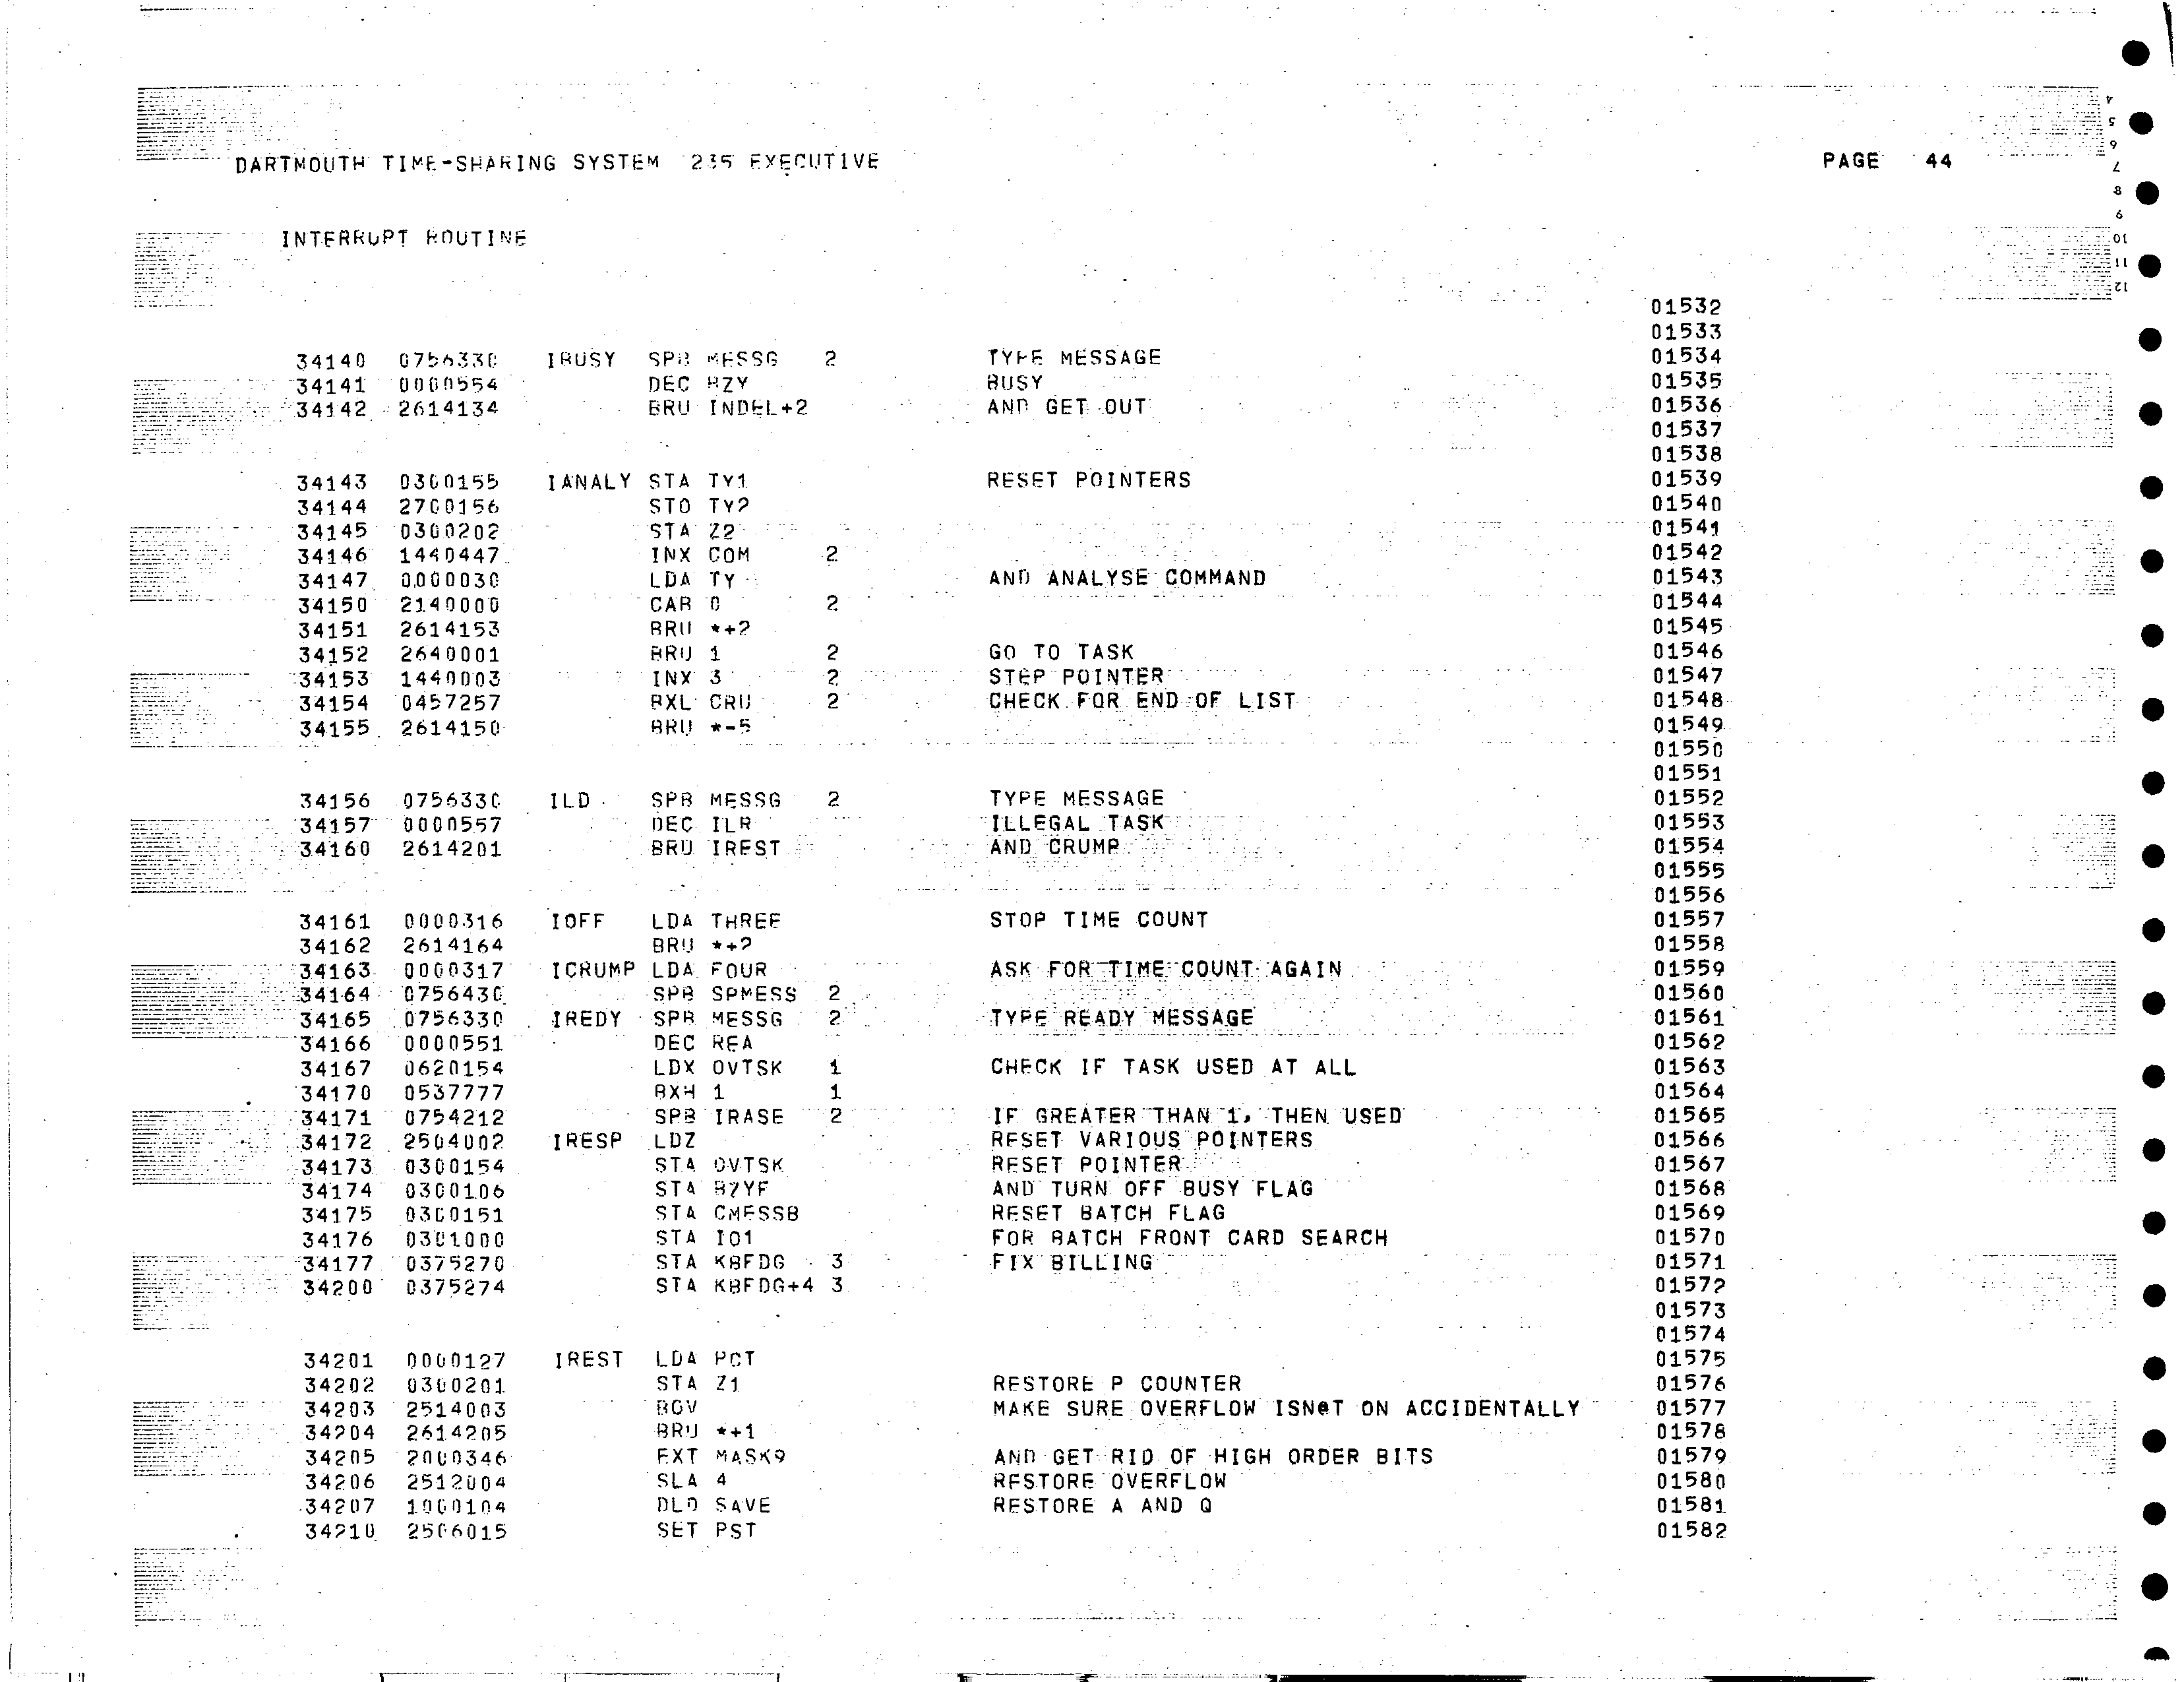 DARTMOUTH TIME-SHARING SYSTEM 235 EXECUTIVE PAGE 44
INTERRUPT ROUTINE
01532
01533
34140 0756330 IBUSY SPB MESSG 2 TYPE MESSAGE 01534
34141 0000554 DEC BZY BUSY 01535
34142 2614134 BRU INDEL+2 AND GET OUT 01536
01537
01538
34143 0300155 IANALY STA TY1 RESET POINTERS 01539
34144 2700156 STO TY2 01540
34145 0300202 STA Z2 01541
34146 1440447 INX COM 2 01542
34147 0000030 LDA TY AND ANALYSE COMMAND 01543
34150 2140000 CAB 0 2 01544
34151 2614153 BRU *+2 01545
34152 2640001 BRU 1 2 GO TO TASK 01546
34153 1440003 INX 3 2 STEP POINTER 01547
34154 0457257 BXL CRU 2 CHECK FOR END OF LIST 01548
34155 2614150 BRU *-5 01549
01550
01551
34156 0756330 ILD SPB MESSG 2 TYPE MESSAGE 01552
34157 0000557 DEC ILR ILLEGAL TASK 01553
34160 2614201 BRU IREST AND CRUMP 01554
01555
01556
34161 0000316 IOFF LDA THREE STOP TIME COUNT 01557
34162 2614164 BRU *+2 01558
34163 0000317 ICRUMP LDA FOUR ASK FOR TIME COUNT AGAIN 01559
34164 0756430 SPB SPMESS 2 01560
34165 0756330 IREDY SPB MESSG 2 TYPE READY MESSAGE 01561
34166 0000551 DEC REA 01562
34167 0620154 LDX OVTSK 1 CHECK IF TASK USED AT ALL 01563
34170 0537777 BXH 1 1 01564
34171 0754212 SPB IRASE 2 IF GREATER THAN 1, THEN USED 01565
34172 2504002 IRESP LDZ RESET VARIOUS POINTERS 01566
34173 0300154 STA OVTSK RESET POINTER 01567
34174 0300106 STA BZYF AND TURN OFF BUSY FLAG 01568
34175 0300151 STA CMESSB RESET BATCH FLAG 01569
34176 0301000 STA IO1 FOR BATCH FRONT CARD SEARCH 01570
34177 0375270 STA KBFDG 3 FIX BILLING 01571
34200 0375274 STA KBFDG+4 3 01572
01573
01574
34201 0000127 IREST LDA PCT 01575
34202 0300201 STA Z1 RESTORE P COUNTER 01576
34203 2514003 BOV MAKE SURE OVERFLOW ISN@T ON ACCIDENTALLY 01577
34204 2614205 BRU *+1 01578
34205 2000346 EXT MASK9 AND GET RID OF HIGH ORDER BITS 01579
34206 2512004 SLA 4 RESTORE OVERFLOW 01580
34207 1000104 DLD SAVE RESTORE A AND Q 01581
34210 2506015 SET PST 01582
4
5
6
7
8
9
10
11
12